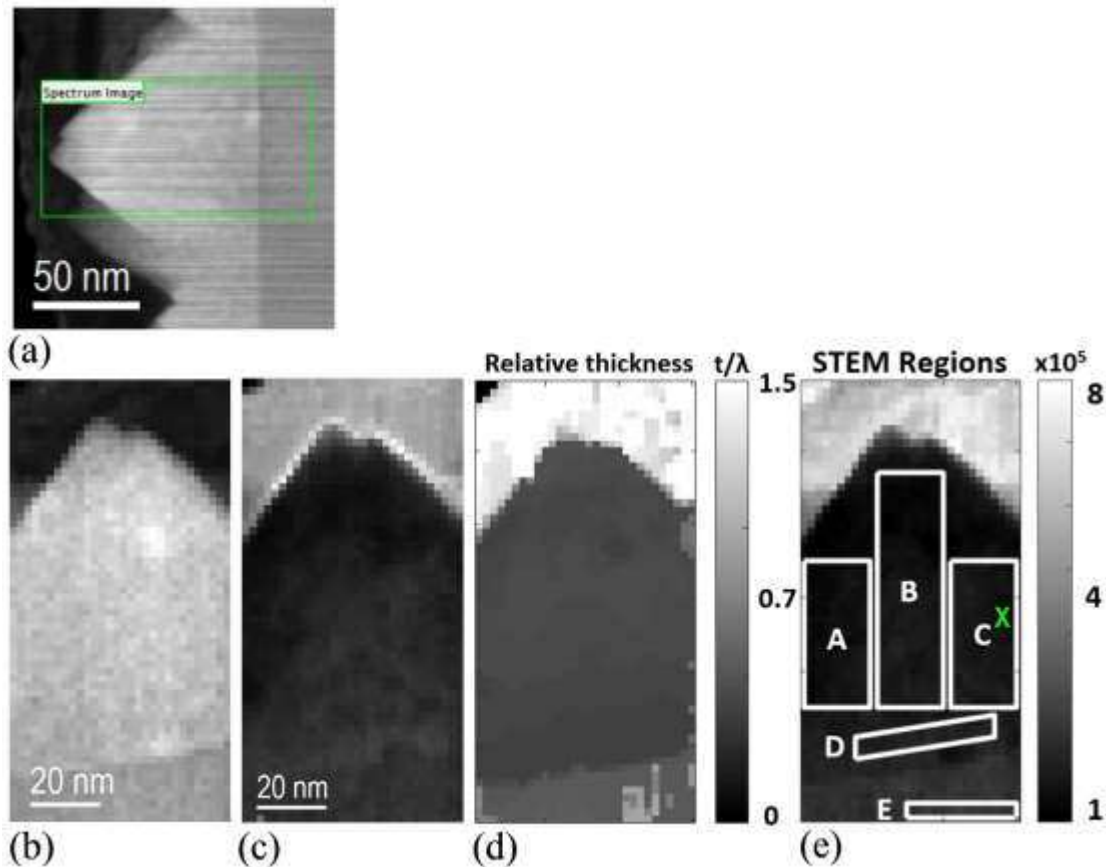 Spectrum Image
50 nm
(a)
Relative thickness t/λ
STEM Regions x10⁵
1.5
8
0.7
4
A
B
C
X
D
E
20 nm
20 nm
0
1
(b)
(c)
(d)
(e)